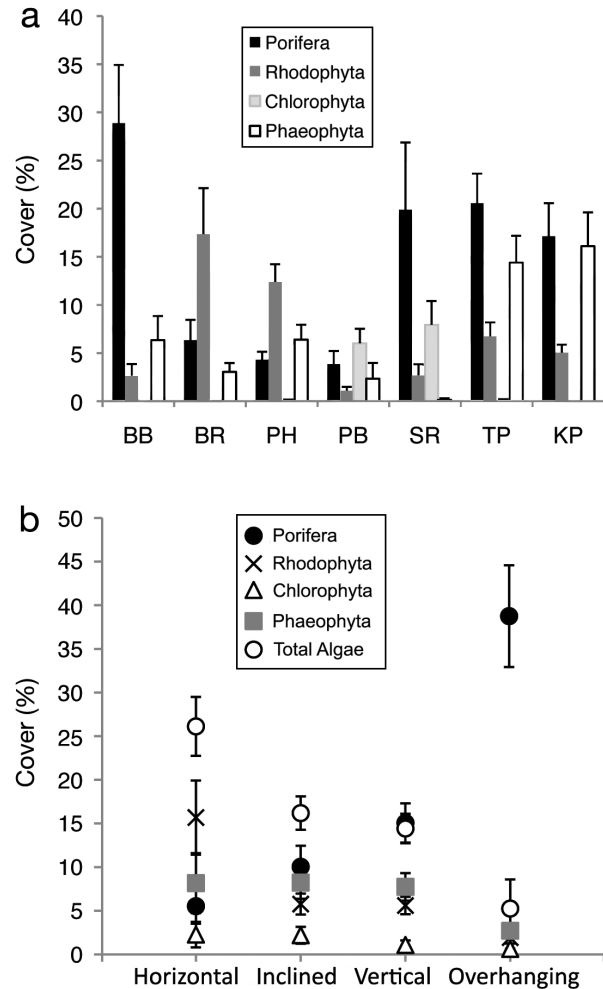 a
40
35
30
25
20
15
10
5
0
Cover (%)
Porifera
Rhodophyta
Chlorophyta
Phaeophyta
BB BR PH PB SR TP KP
b
50
45
40
35
30
25
20
15
10
5
0
Cover (%)
Porifera
Rhodophyta
Chlorophyta
Phaeophyta
Total Algae
Horizontal Inclined Vertical Overhanging